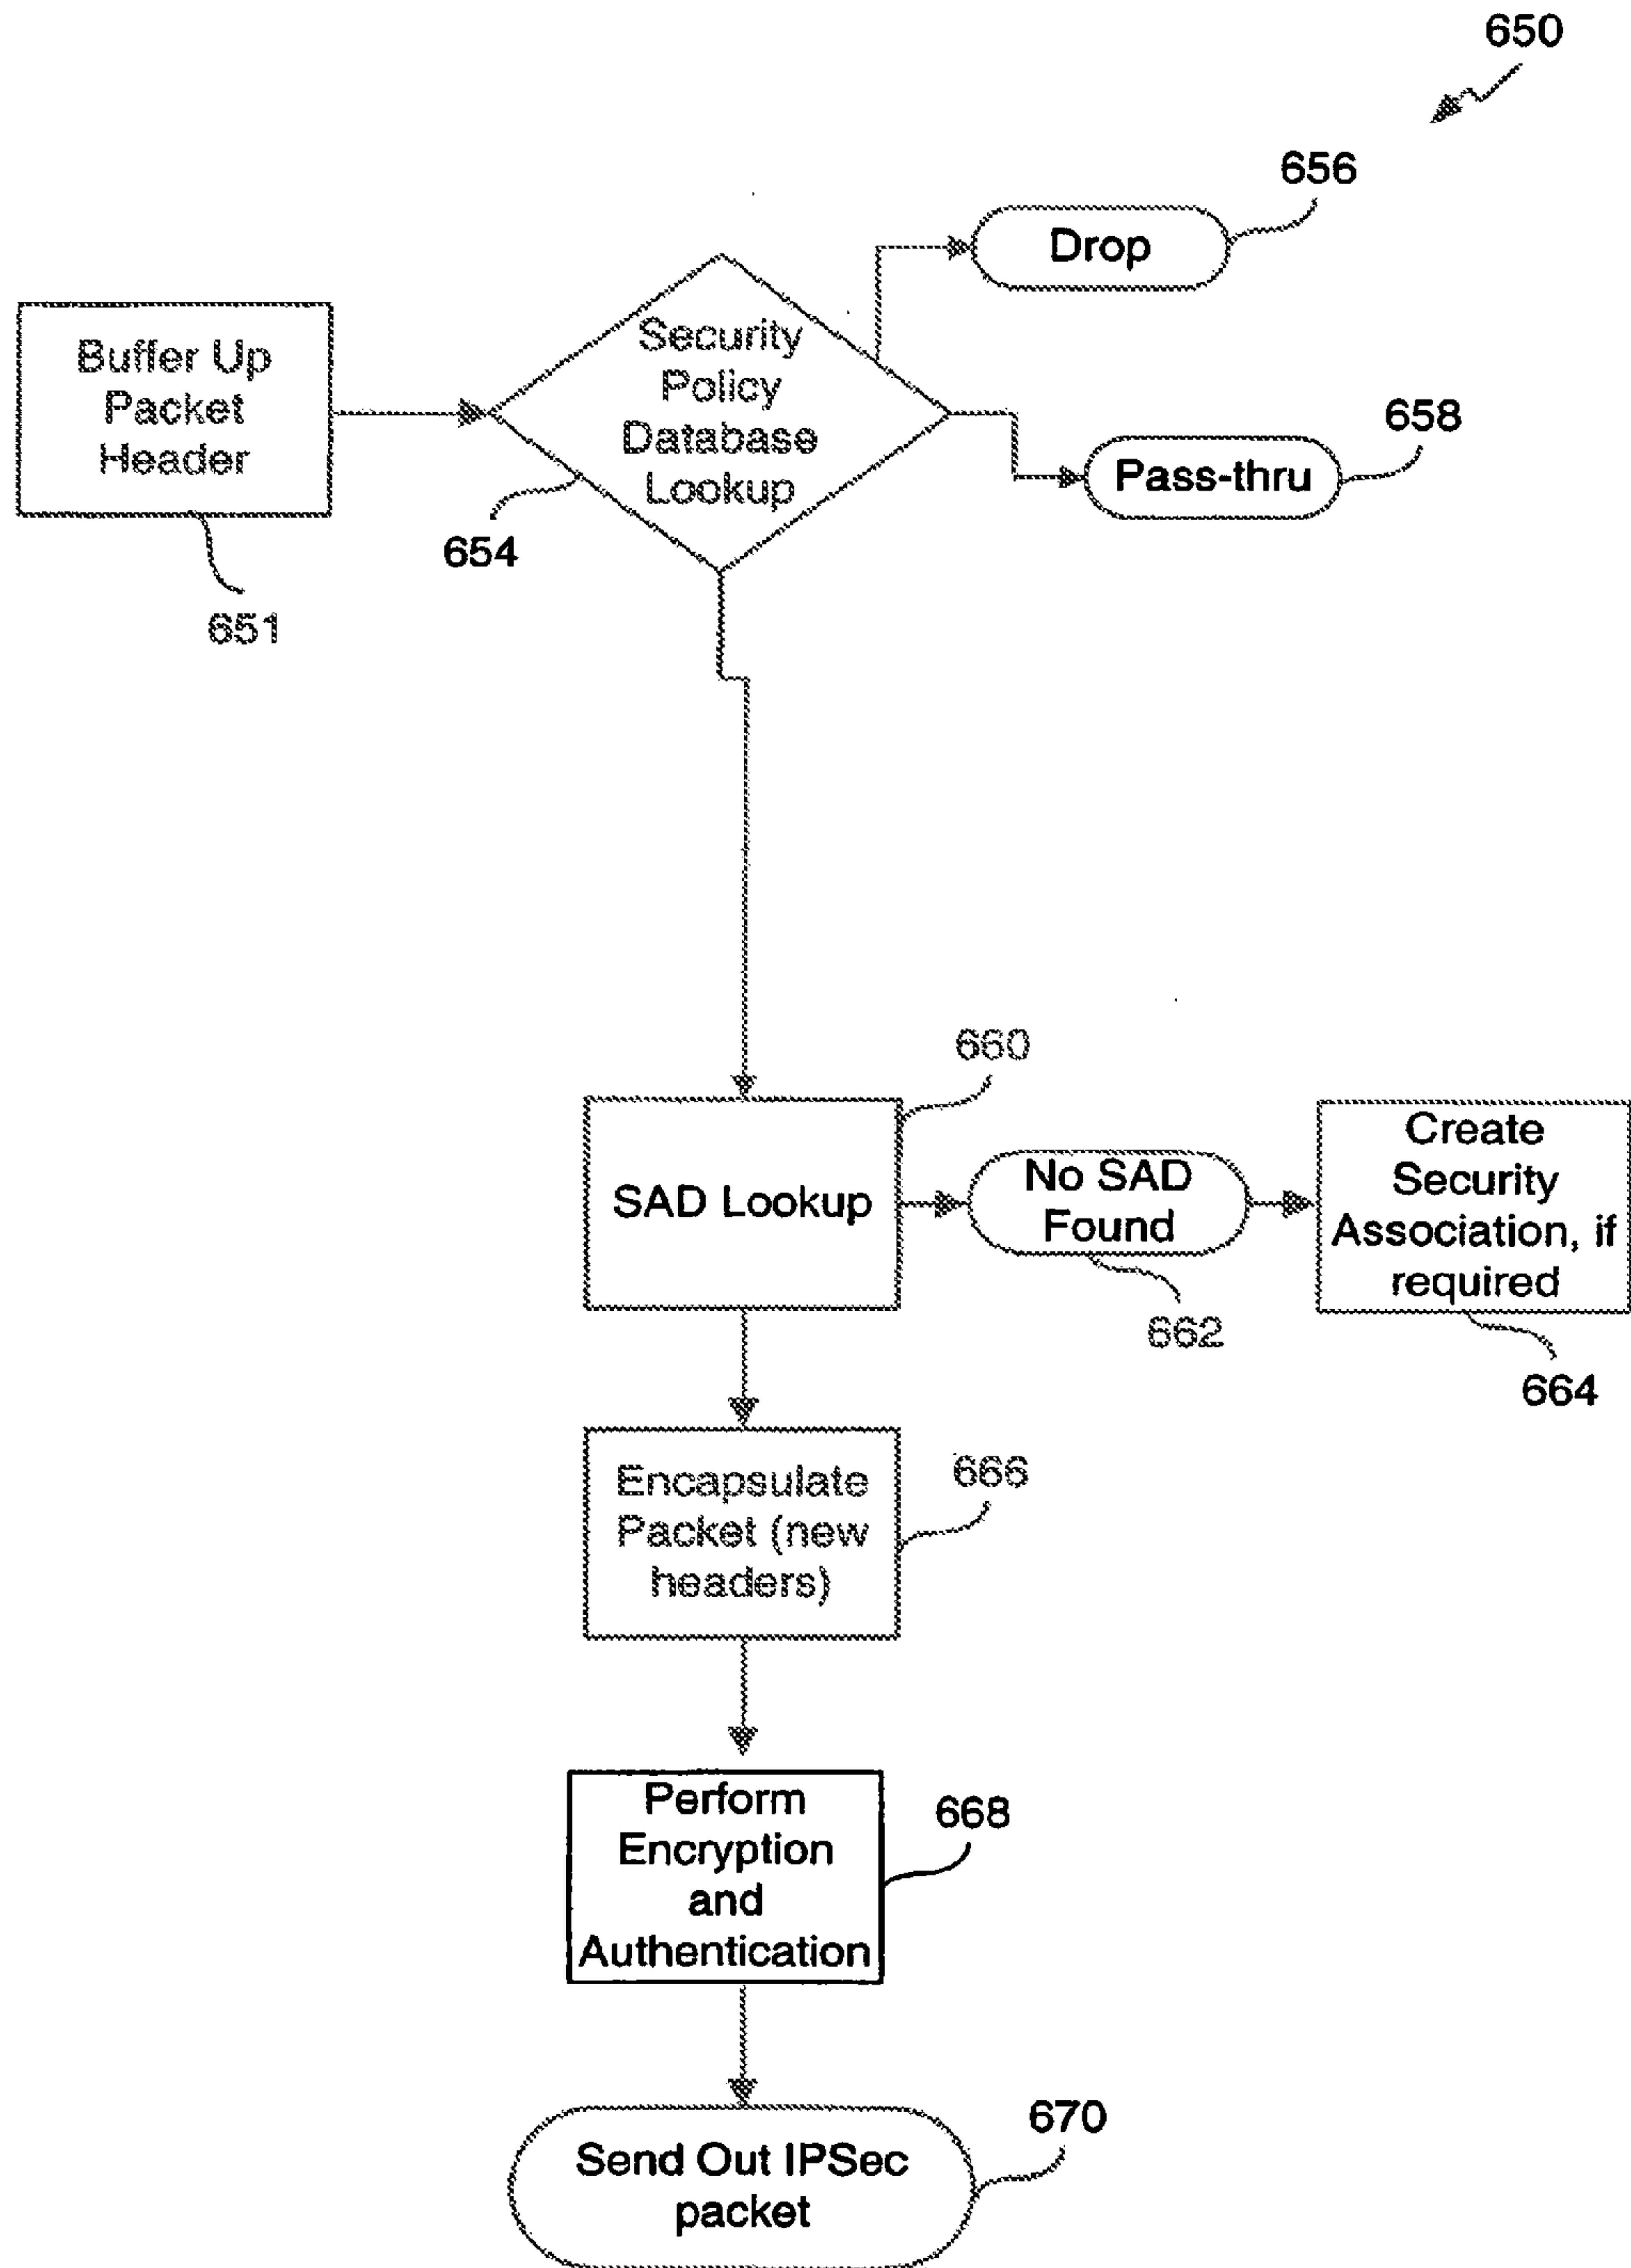 650
656
Drop
Buffer Up
Packet
Header
651
Security
Policy
Database
Lookup
654
658
Pass-thru
660
SAD Lookup
No SAD
Found
662
Create
Security
Association, if
required
664
Encapsulate
Packet (new
headers)
666
Perform
Encryption
and
Authentication
668
Send Out IPSec
packet
670